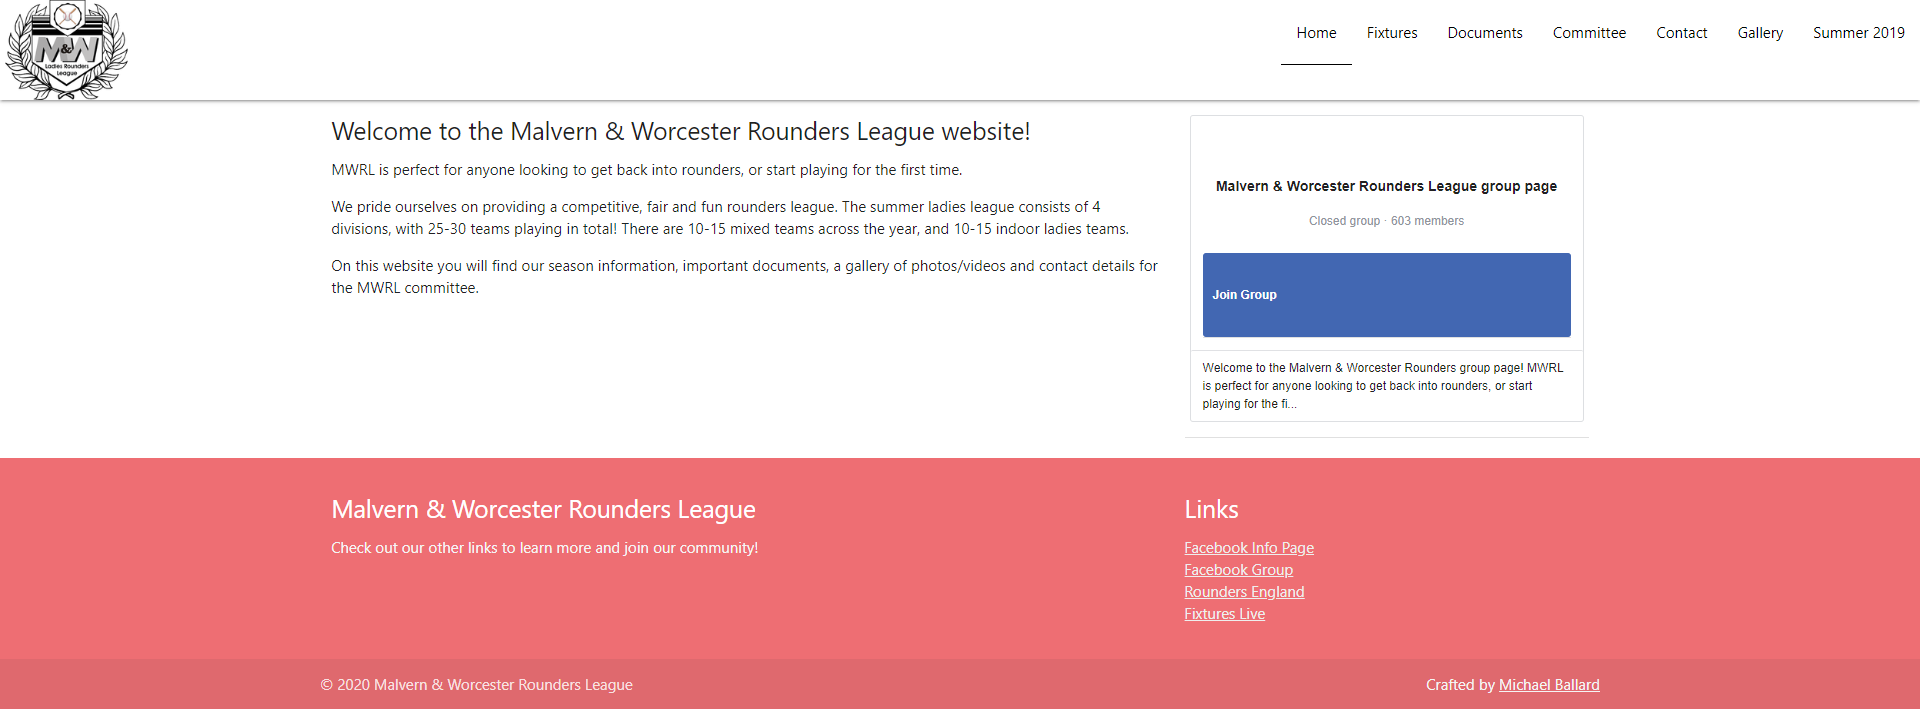 M&W
Ladies Rounders
League
Home
Fixtures
Documents
Committee
Contact
Gallery
Summer 2019
Welcome to the Malvern & Worcester Rounders League website!
MWRL is perfect for anyone looking to get back into rounders, or start playing for the first time.
We pride ourselves on providing a competitive, fair and fun rounders league. The summer ladies league consists of 4
divisions, with 25-30 teams playing in total! There are 10-15 mixed teams across the year, and 10-15 indoor ladies teams.
On this website you will find our season information, important documents, a gallery of photos/videos and contact details for
the MWRL committee.
Malvern & Worcester Rounders League group page
Closed group · 603 members
Join Group
Welcome to the Malvern & Worcester Rounders group page! MWRL
is perfect for anyone looking to get back into rounders, or start
playing for the fi...
Malvern & Worcester Rounders League
Check out our other links to learn more and join our community!
Links
Facebook Info Page
Facebook Group
Rounders England
Fixtures Live
© 2020 Malvern & Worcester Rounders League
Crafted by Michael Ballard